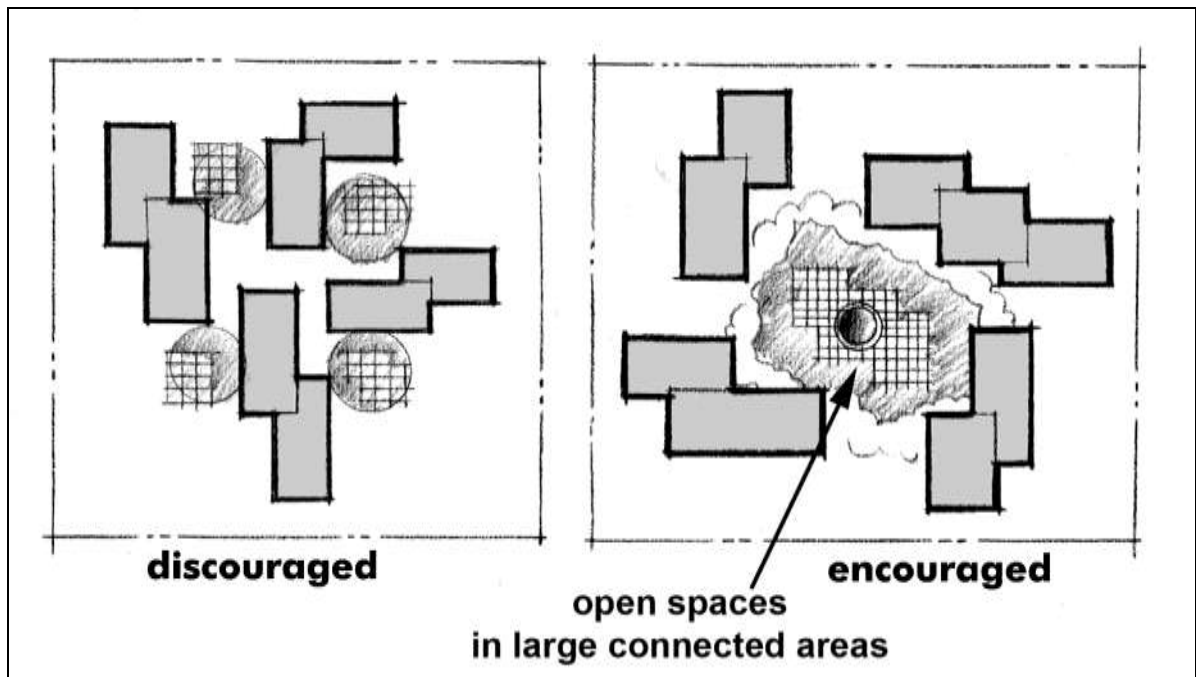 discouraged
encouraged
open spaces
in large connected areas